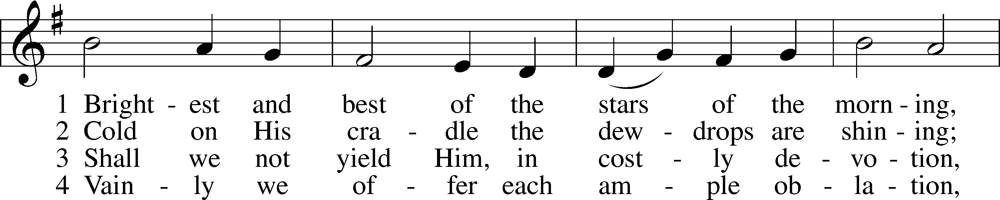 1 Bright - est and best of the stars of the morn - ing,
2 Cold on His cra - dle the dew - drops are shin - ing;
3 Shall we not yield Him, in cost - ly de - vo - tion,
4 Vain - ly we of - fer each am - ple ob - la - tion,